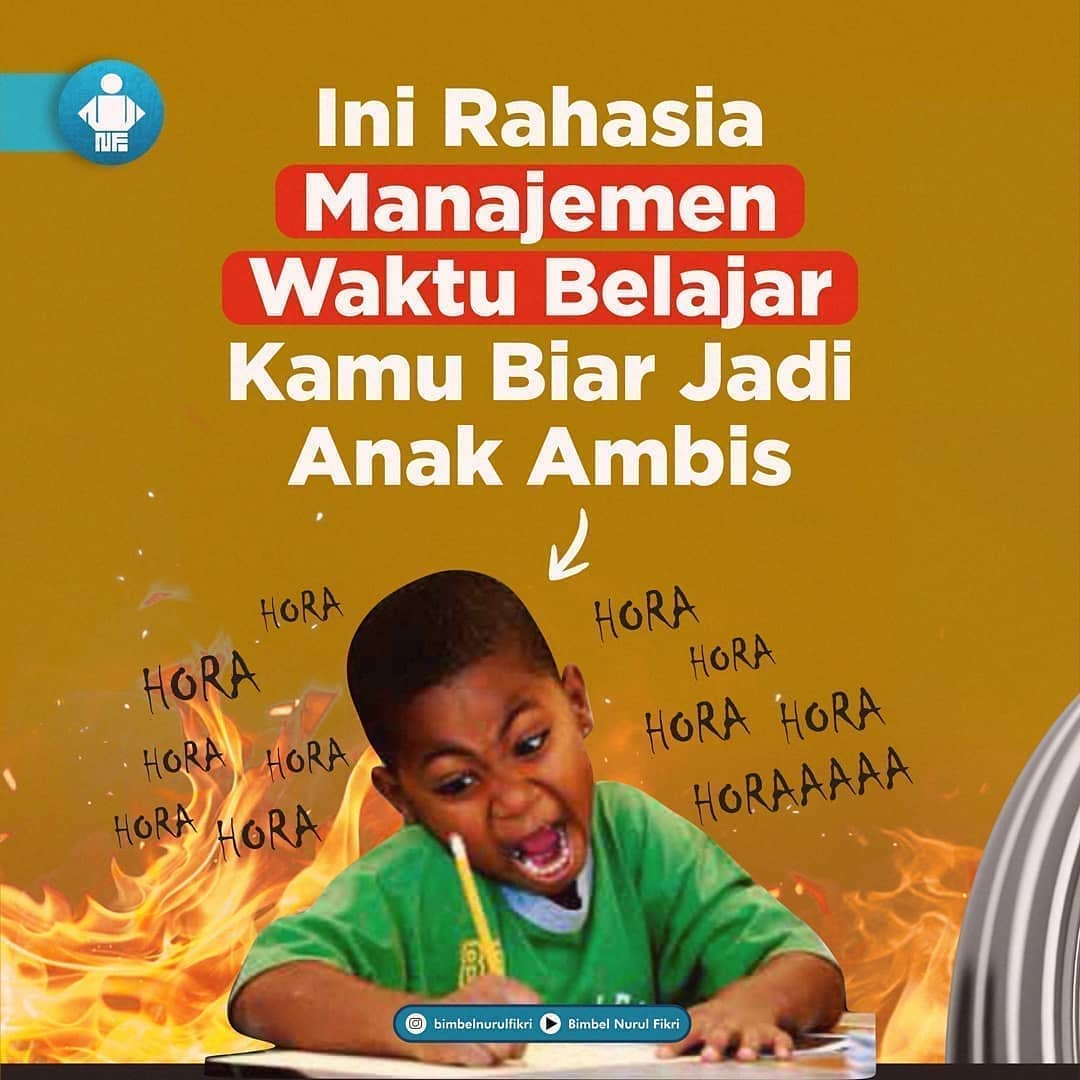 NF
Ini Rahasia
Manajemen
Waktu Belajar
Kamu Biar Jadi
Anak Ambis
HORA
HORA
HORA
HORA
HORA
HORA
HORA
HORA
HORA HORA
HORAAAAA
bimbelnurulfikri Bimbel Nurul Fikri